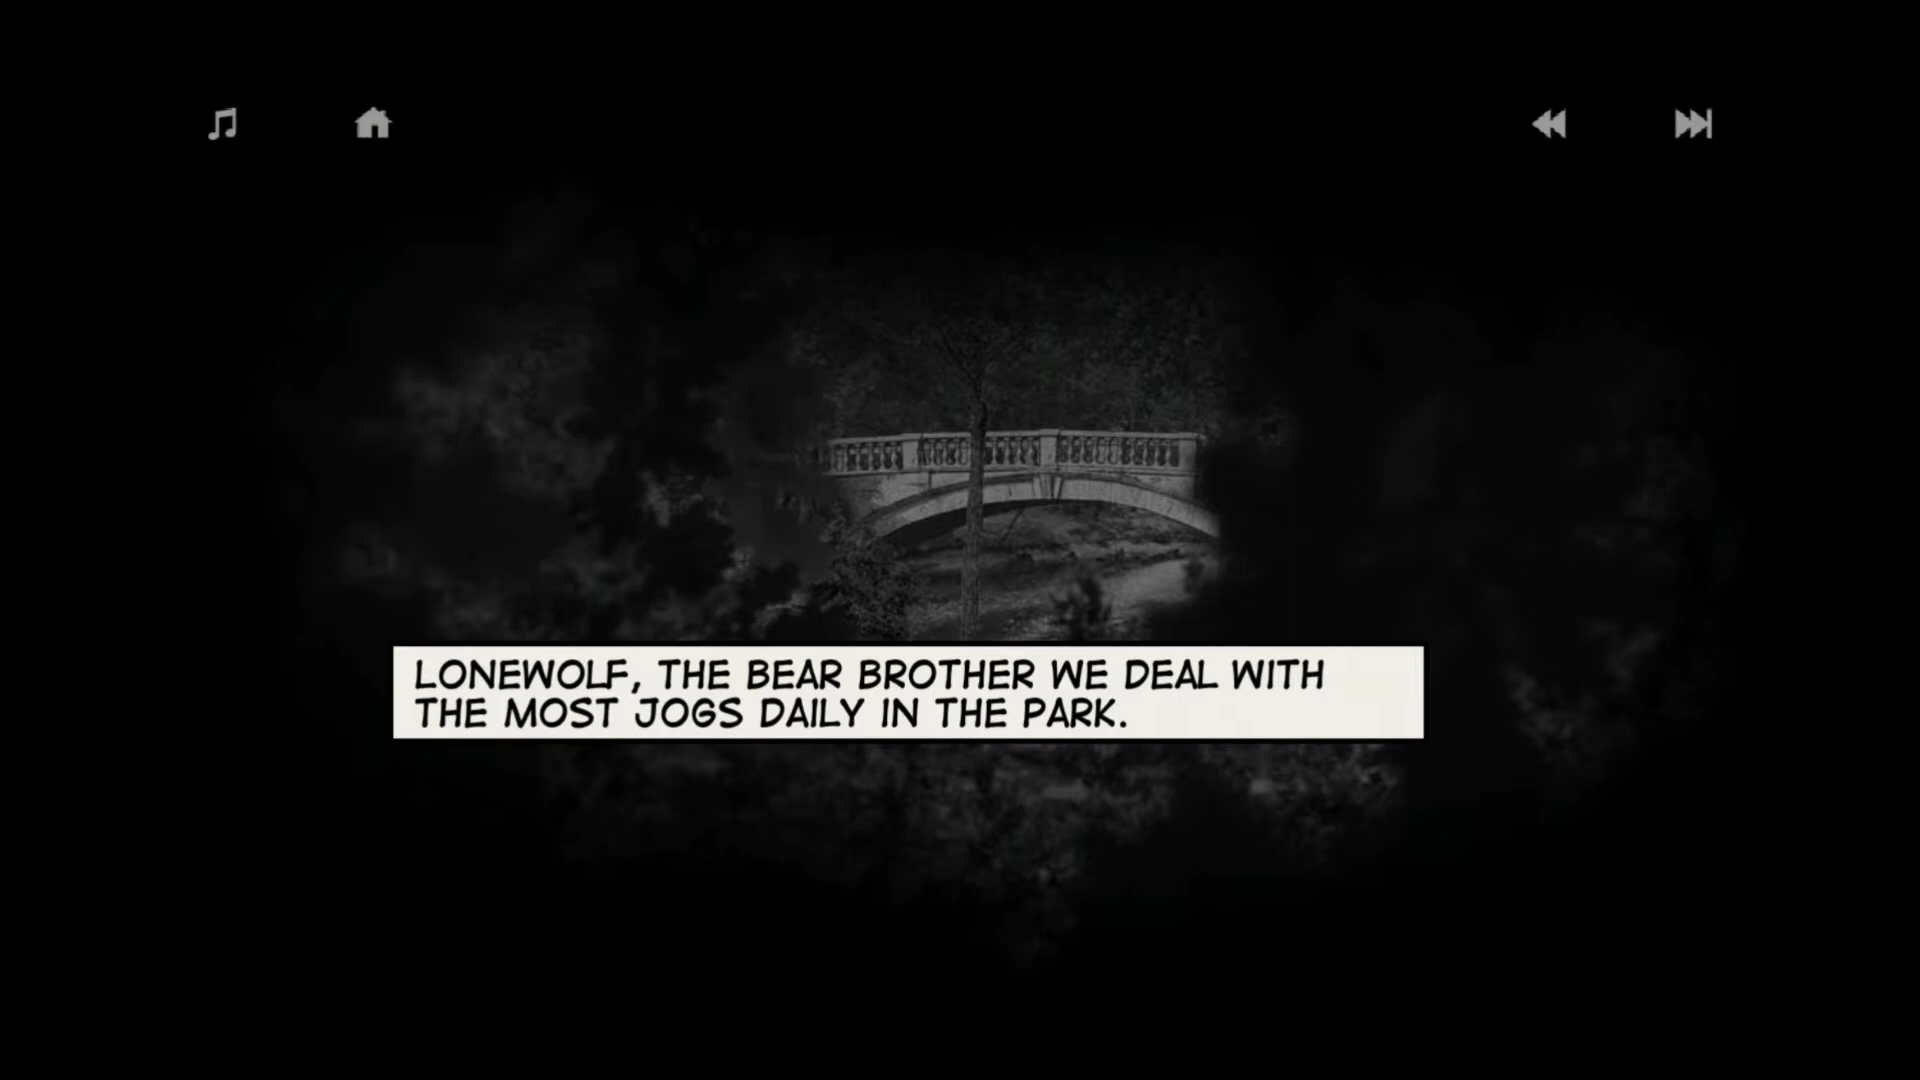 LONEWOLF, THE BEAR BROTHER WE DEAL WITH
THE MOST JOGS DAILY IN THE PARK.